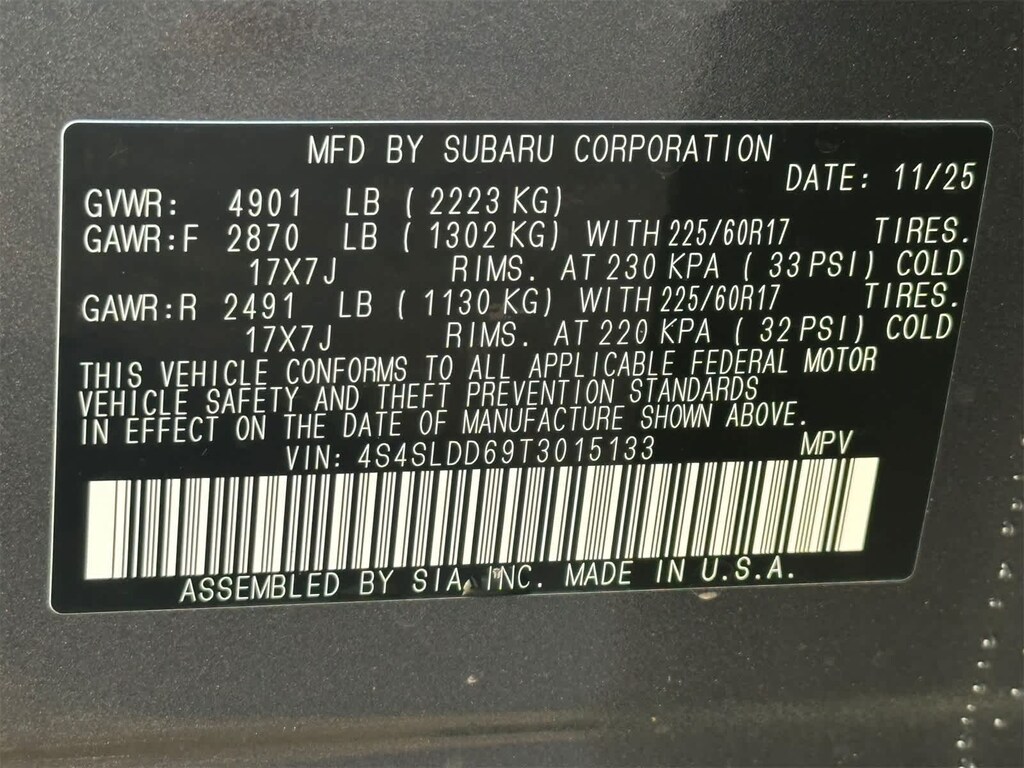 MFD BY SUBARU CORPORATION
DATE: 11/25
GVWR: 4901 LB ( 2223 KG)
GAWR:F 2870 LB ( 1302 KG) WITH 225/60R17 TIRES.
17X7J RIMS. AT 230 KPA ( 33 PSI) COLD
GAWR:R 2491 LB ( 1130 KG) WITH 225/60R17 TIRES.
17X7J RIMS. AT 220 KPA ( 32 PSI) COLD
THIS VEHICLE CONFORMS TO ALL APPLICABLE FEDERAL MOTOR
VEHICLE SAFETY AND THEFT PREVENTION STANDARDS
IN EFFECT ON THE DATE OF MANUFACTURE SHOWN ABOVE.
VIN: 4S4SLDD69T3015133 MPV
ASSEMBLED BY SIA, INC. MADE IN U.S.A.